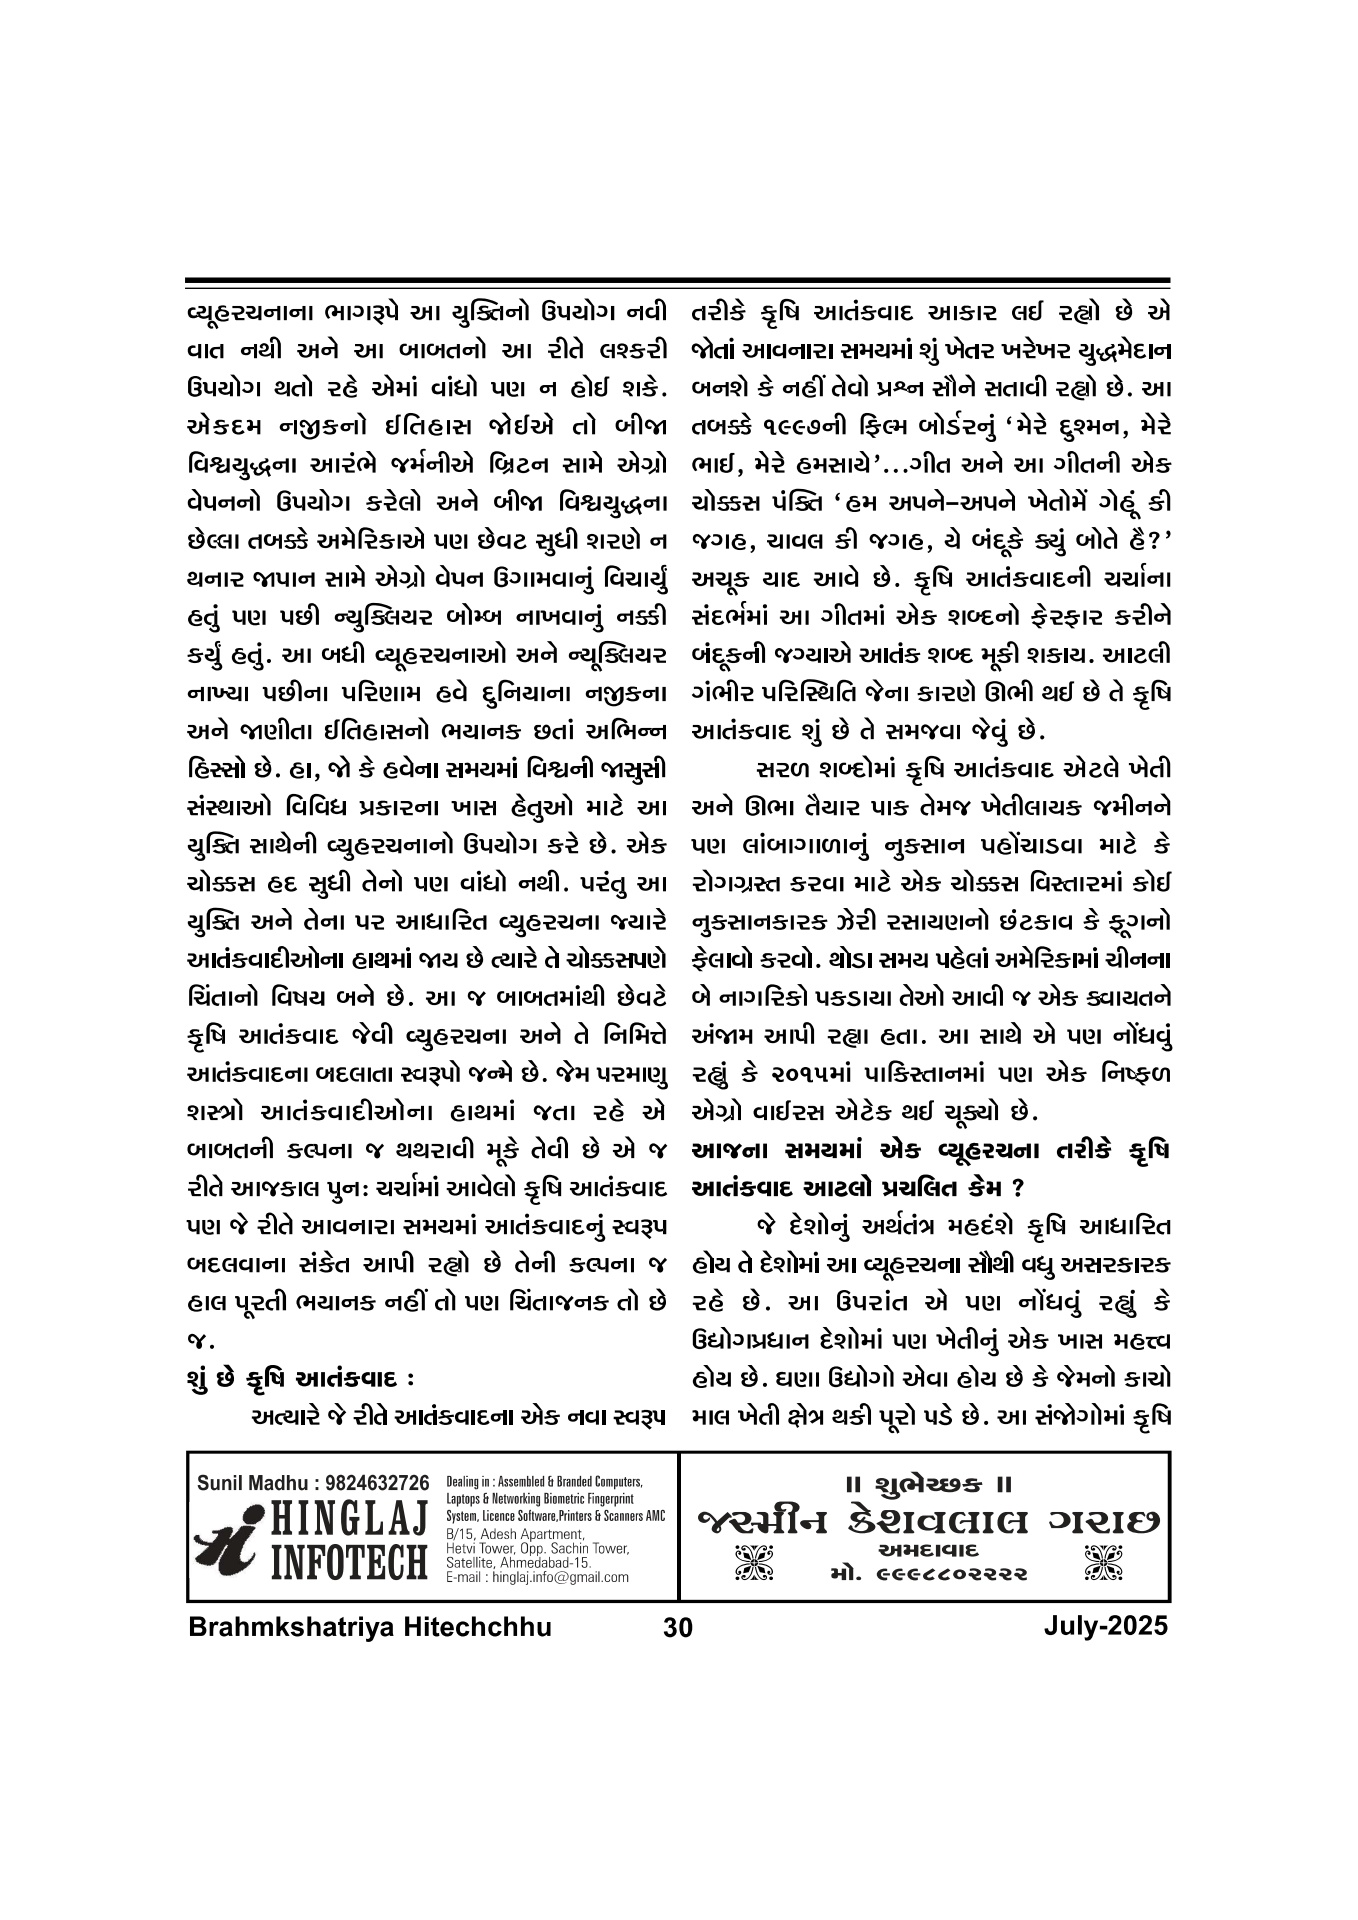 વ્યૂહરચનાના ભાગરૂપે આ યુક્તિનો ઉપયોગ નવી
વાત નથી અને આ બાબતનો આ રીતે લશ્કરી
ઉપયોગ થતો રહે એમાં વાંધો પણ ન હોઈ શકે.
એકદમ નજીકનો ઈતિહાસ જોઈએ તો બીજા
વિશ્વયુદ્ધના આરંભે જર્મનીએ બ્રિટન સામે એગ્રો
વેપનનો ઉપયોગ કરેલો અને બીજા વિશ્વયુદ્ધના
છેલ્લા તબક્કે અમેરિકાએ પણ છેવટ સુધી શરણે ન
થનાર જાપાન સામે એગ્રો વેપન ઉગામવાનું વિચાર્યું
હતું પણ પછી ન્યુક્લિયર બોમ્બ નાખવાનું નક્કી
કર્યું હતું. આ બધી વ્યૂહરચનાઓ અને ન્યૂક્લિયર
નાખ્યા પછીના પરિણામ હવે દુનિયાના નજીકના
અને જાણીતા ઈતિહાસનો ભયાનક છતાં અભિન્ન
હિસ્સો છે. હા, જો કે હવેના સમયમાં વિશ્વની જાસુસી
સંસ્થાઓ વિવિધ પ્રકારના ખાસ હેતુઓ માટે આ
યુક્તિ સાથેની વ્યુહરચનાનો ઉપયોગ કરે છે. એક
ચોક્કસ હદ સુધી તેનો પણ વાંધો નથી. પરંતુ આ
યુક્તિ અને તેના પર આધારિત વ્યુહરચના જ્યારે
આતંકવાદીઓના હાથમાં જાય છે ત્યારે તે ચોક્કસપણે
ચિંતાનો વિષય બને છે. આ જ બાબતમાંથી છેવટે
કૃષિ આતંકવાદ જેવી વ્યુહરચના અને તે નિમિત્તે
આતંકવાદના બદલાતા સ્વરૂપો જન્મે છે. જેમ પરમાણુ
શસ્ત્રો આતંકવાદીઓના હાથમાં જતા રહે એ
બાબતની કલ્પના જ થથરાવી મૂકે તેવી છે એ જ
રીતે આજકાલ પુન: ચર્ચામાં આવેલો કૃષિ આતંકવાદ
પણ જે રીતે આવનારા સમયમાં આતંકવાદનું સ્વરૂપ
બદલવાના સંકેત આપી રહ્યો છે તેની કલ્પના જ
હાલ પૂરતી ભયાનક નહીં તો પણ ચિંતાજનક તો છે
જ.
શું છે કૃષિ આતંકવાદ :
અત્યારે જે રીતે આતંકવાદના એક નવા સ્વરૂપ
તરીકે કૃષિ આતંકવાદ આકાર લઈ રહ્યો છે એ
જોતાં આવનારા સમયમાં શું ખેતર ખરેખર યુદ્ધમેદાન
બનશે કે નહીં તેવો પ્રશ્ન સૌને સતાવી રહ્યો છે. આ
તબક્કે ૧૯૯૭ની ફિલ્મ બોર્ડરનું ‘મેરે દુશ્મન, મેરે
ભાઈ, મેરે હમસાયે’...ગીત અને આ ગીતની એક
ચોક્કસ પંક્તિ ‘હમ અપને-અપને ખેતોમેં ગેહૂં કી
જગહ, ચાવલ કી જગહ, યે બંદૂકે ક્યું બોતે હૈ?’
અચૂક યાદ આવે છે. કૃષિ આતંકવાદની ચર્ચાના
સંદર્ભમાં આ ગીતમાં એક શબ્દનો ફેરફાર કરીને
બંદૂકની જગ્યાએ આતંક શબ્દ મૂકી શકાય. આટલી
ગંભીર પરિસ્થિતિ જેના કારણે ઊભી થઈ છે તે કૃષિ
આતંકવાદ શું છે તે સમજવા જેવું છે.
સરળ શબ્દોમાં કૃષિ આતંકવાદ એટલે ખેતી
અને ઊભા તૈયાર પાક તેમજ ખેતીલાયક જમીનને
પણ લાંબાગાળાનું નુકસાન પહોંચાડવા માટે કે
રોગગ્રસ્ત કરવા માટે એક ચોક્કસ વિસ્તારમાં કોઈ
નુકસાનકારક ઝેરી રસાયણનો છંટકાવ કે ફૂગનો
ફેલાવો કરવો. થોડા સમય પહેલાં અમેરિકામાં ચીનના
બે નાગરિકો પકડાયા તેઓ આવી જ એક ક્વાયતને
અંજામ આપી રહ્યા હતા. આ સાથે એ પણ નોંધવું
રહ્યું કે ૨૦૧૫માં પાકિસ્તાનમાં પણ એક નિષ્ફળ
એગ્રો વાઈરસ એટેક થઈ ચૂક્યો છે.
આજના સમયમાં એક વ્યૂહરચના તરીકે કૃષિ
આતંકવાદ આટલો પ્રચલિત કેમ ?
જે દેશોનું અર્થતંત્ર મહદંશે કૃષિ આધારિત
હોય તે દેશોમાં આ વ્યૂહરચના સૌથી વધુ અસરકારક
રહે છે. આ ઉપરાંત એ પણ નોંધવું રહ્યું કે
ઉદ્યોગપ્રધાન દેશોમાં પણ ખેતીનું એક ખાસ મહત્ત્વ
હોય છે. ઘણા ઉદ્યોગો એવા હોય છે કે જેમનો કાચો
માલ ખેતી ક્ષેત્ર થકી પૂરો પડે છે. આ સંજોગોમાં કૃષિ
Sunil Madhu : 9824632726
HINGLAJ
INFOTECH
Dealing in : Assembled & Branded Computers,
Laptops & Networking Biometric Fingerprint
System, Licence Software,Printers & Scanners AMC
B/15, Adesh Apartment,
Hetvi Tower, Opp. Sachin Tower,
Satellite, Ahmedabad-15.
E-mail : hinglaj.info@gmail.com
॥ શુભેચ્છક ॥
જસ્મીન કેશવલાલ ગરાછ
અમદાવાદ
મો. ૯૯૯૮૮૦૨૨૨૨
Brahmkshatriya Hitechchhu 30 July-2025